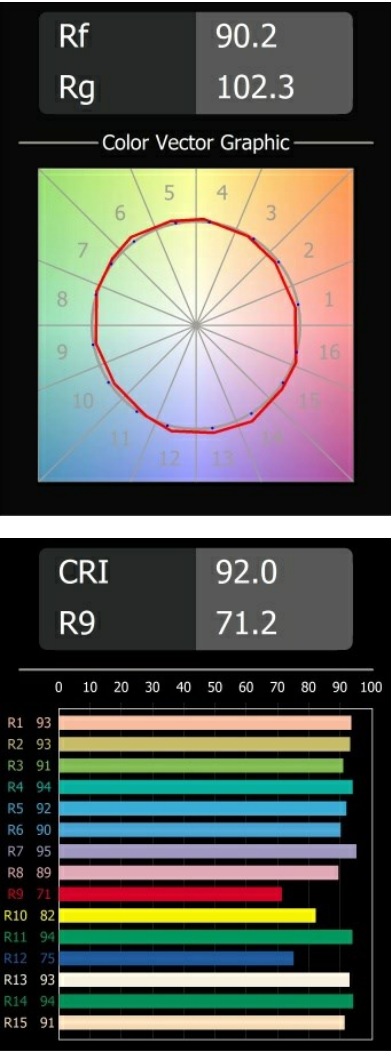 Rf 90.2
Rg 102.3
Color Vector Graphic
5 4
6 3
7 2
8 1
9 16
10 15
11 14
12 13
CRI 92.0
R9 71.2
0 10 20 30 40 50 60 70 80 90 100
R1 93
R2 93
R3 91
R4 94
R5 92
R6 90
R7 95
R8 89
R9 71
R10 82
R11 94
R12 75
R13 93
R14 94
R15 91